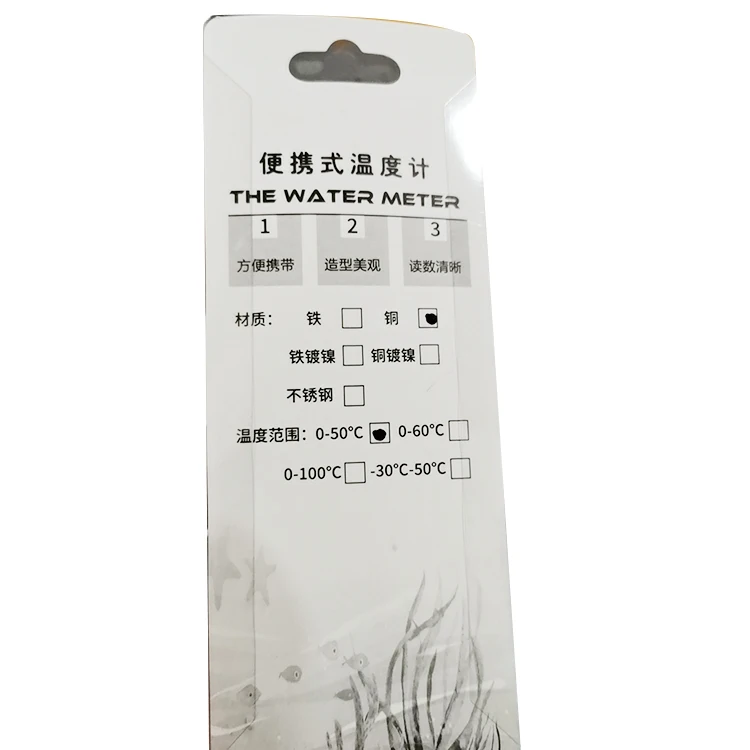 便携式温度计
THE WATER METER
1 2 3
方便携带 造型美观 读数清晰
材质: 铁 铜
铁镀镍 铜镀镍
不锈钢
温度范围: 0-50℃ 0-60℃
0-100℃ -30℃-50℃